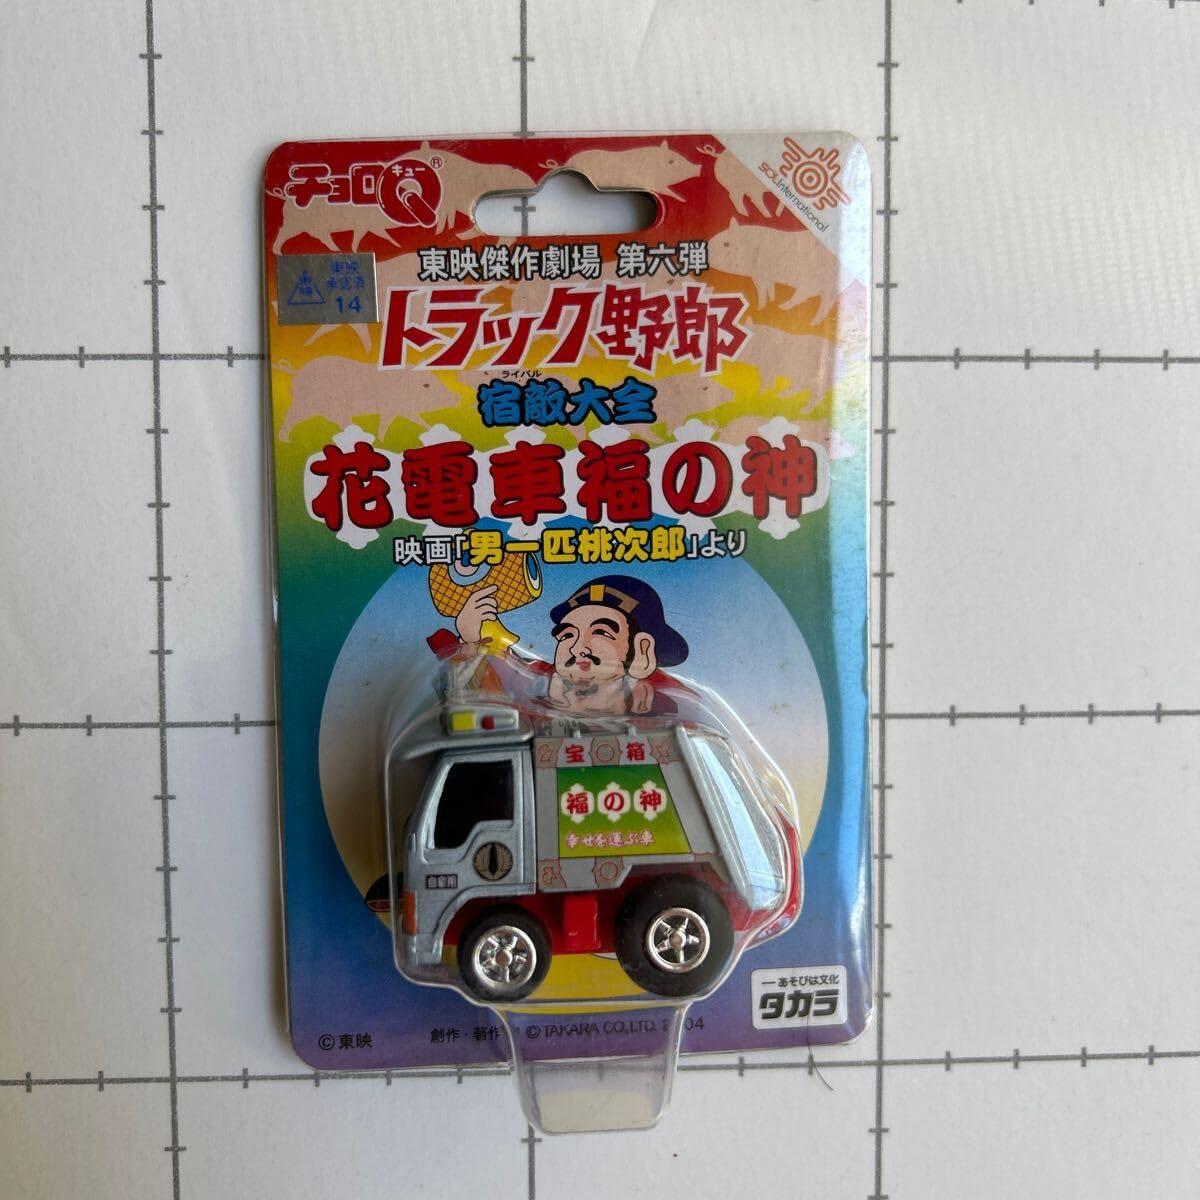 チョロQ®
キュー
sol international
東映傑作劇場 第六弾
東映
東映
承認済
14
トラック野郎
ライバル
宿敵大全
花電車福の神
映画「男一匹桃次郎」より
宝 箱
福の神
幸せを運ぶ車
自家用
あそびは文化
タカラ
©東映
創作・著作
©TAKARA CO.,LTD. 2004